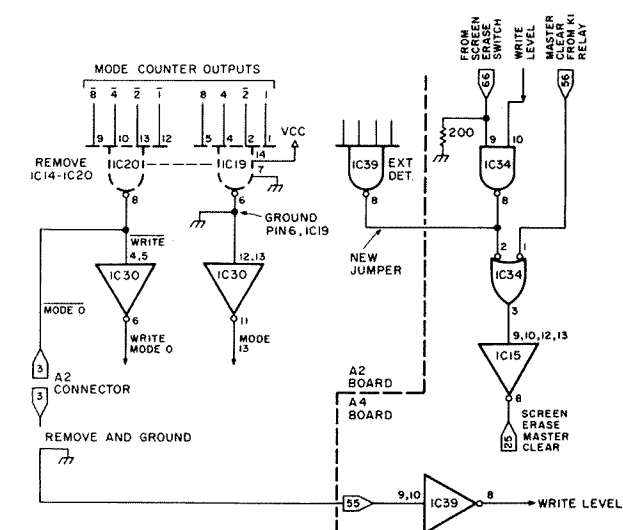 MODE COUNTER OUTPUTS
8 4 2 1 8 4 2 1
9 10 13 12 5 4 2 1
14
VCC
7
REMOVE
IC14-IC20
IC20
IC19
8
6
GROUND
PIN 6, IC19
WRITE
4,5
12,13
IC30
IC30
6
11
MODE 0
WRITE
MODE 0
MODE
13
3
A2
CONNECTOR
3
REMOVE AND GROUND
FROM
SCREEN
ERASE
SWITCH
WRITE
LEVEL
MASTER
CLEAR
FROM K1
RELAY
66
56
200
9
10
IC39
EXT
DET.
IC34
8
8
NEW
JUMPER
2
1
IC34
3
9,10,12,13
IC15
8
25
SCREEN
ERASE
MASTER
CLEAR
A2
BOARD
A4
BOARD
55
9,10
IC39
8
WRITE LEVEL